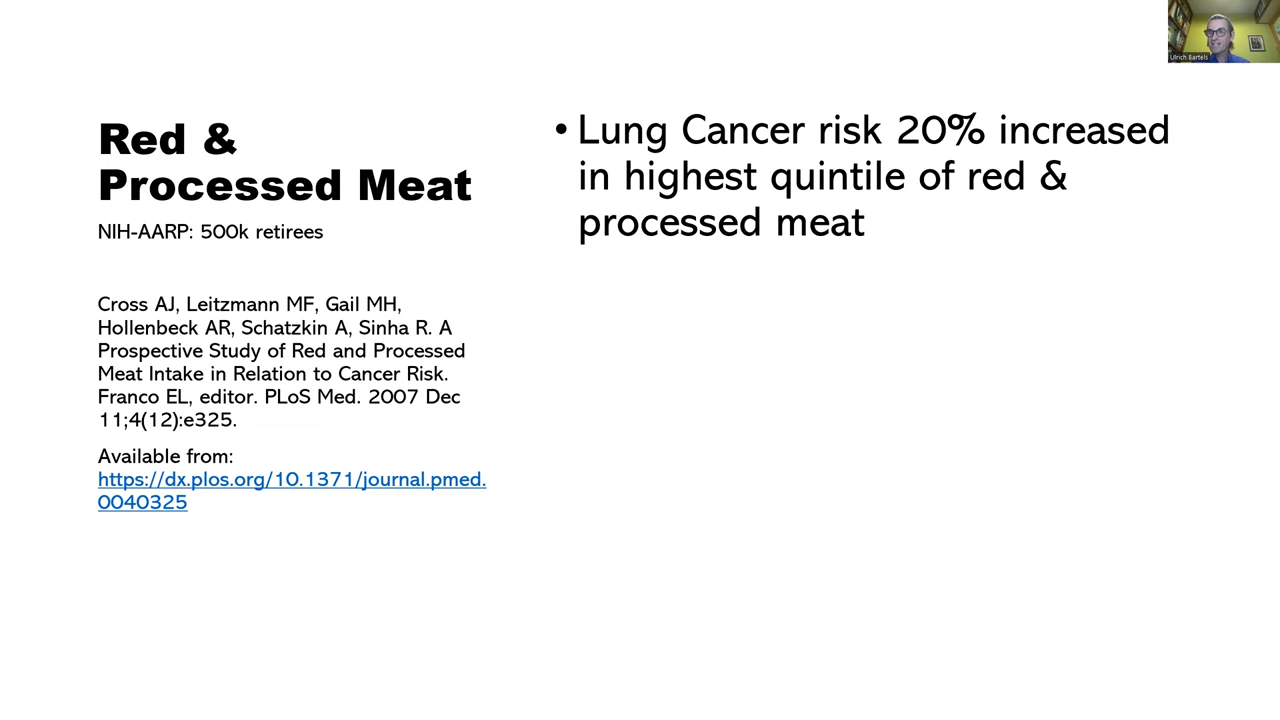 Red &
Processed Meat
NIH-AARP: 500k retirees
Cross AJ, Leitzmann MF, Gail MH,
Hollenbeck AR, Schatzkin A, Sinha R. A
Prospective Study of Red and Processed
Meat Intake in Relation to Cancer Risk.
Franco EL, editor. PLoS Med. 2007 Dec
11;4(12):e325.
Available from:
https://dx.plos.org/10.1371/journal.pmed.
0040325
• Lung Cancer risk 20% increased
in highest quintile of red &
processed meat
Ulrich Bartels